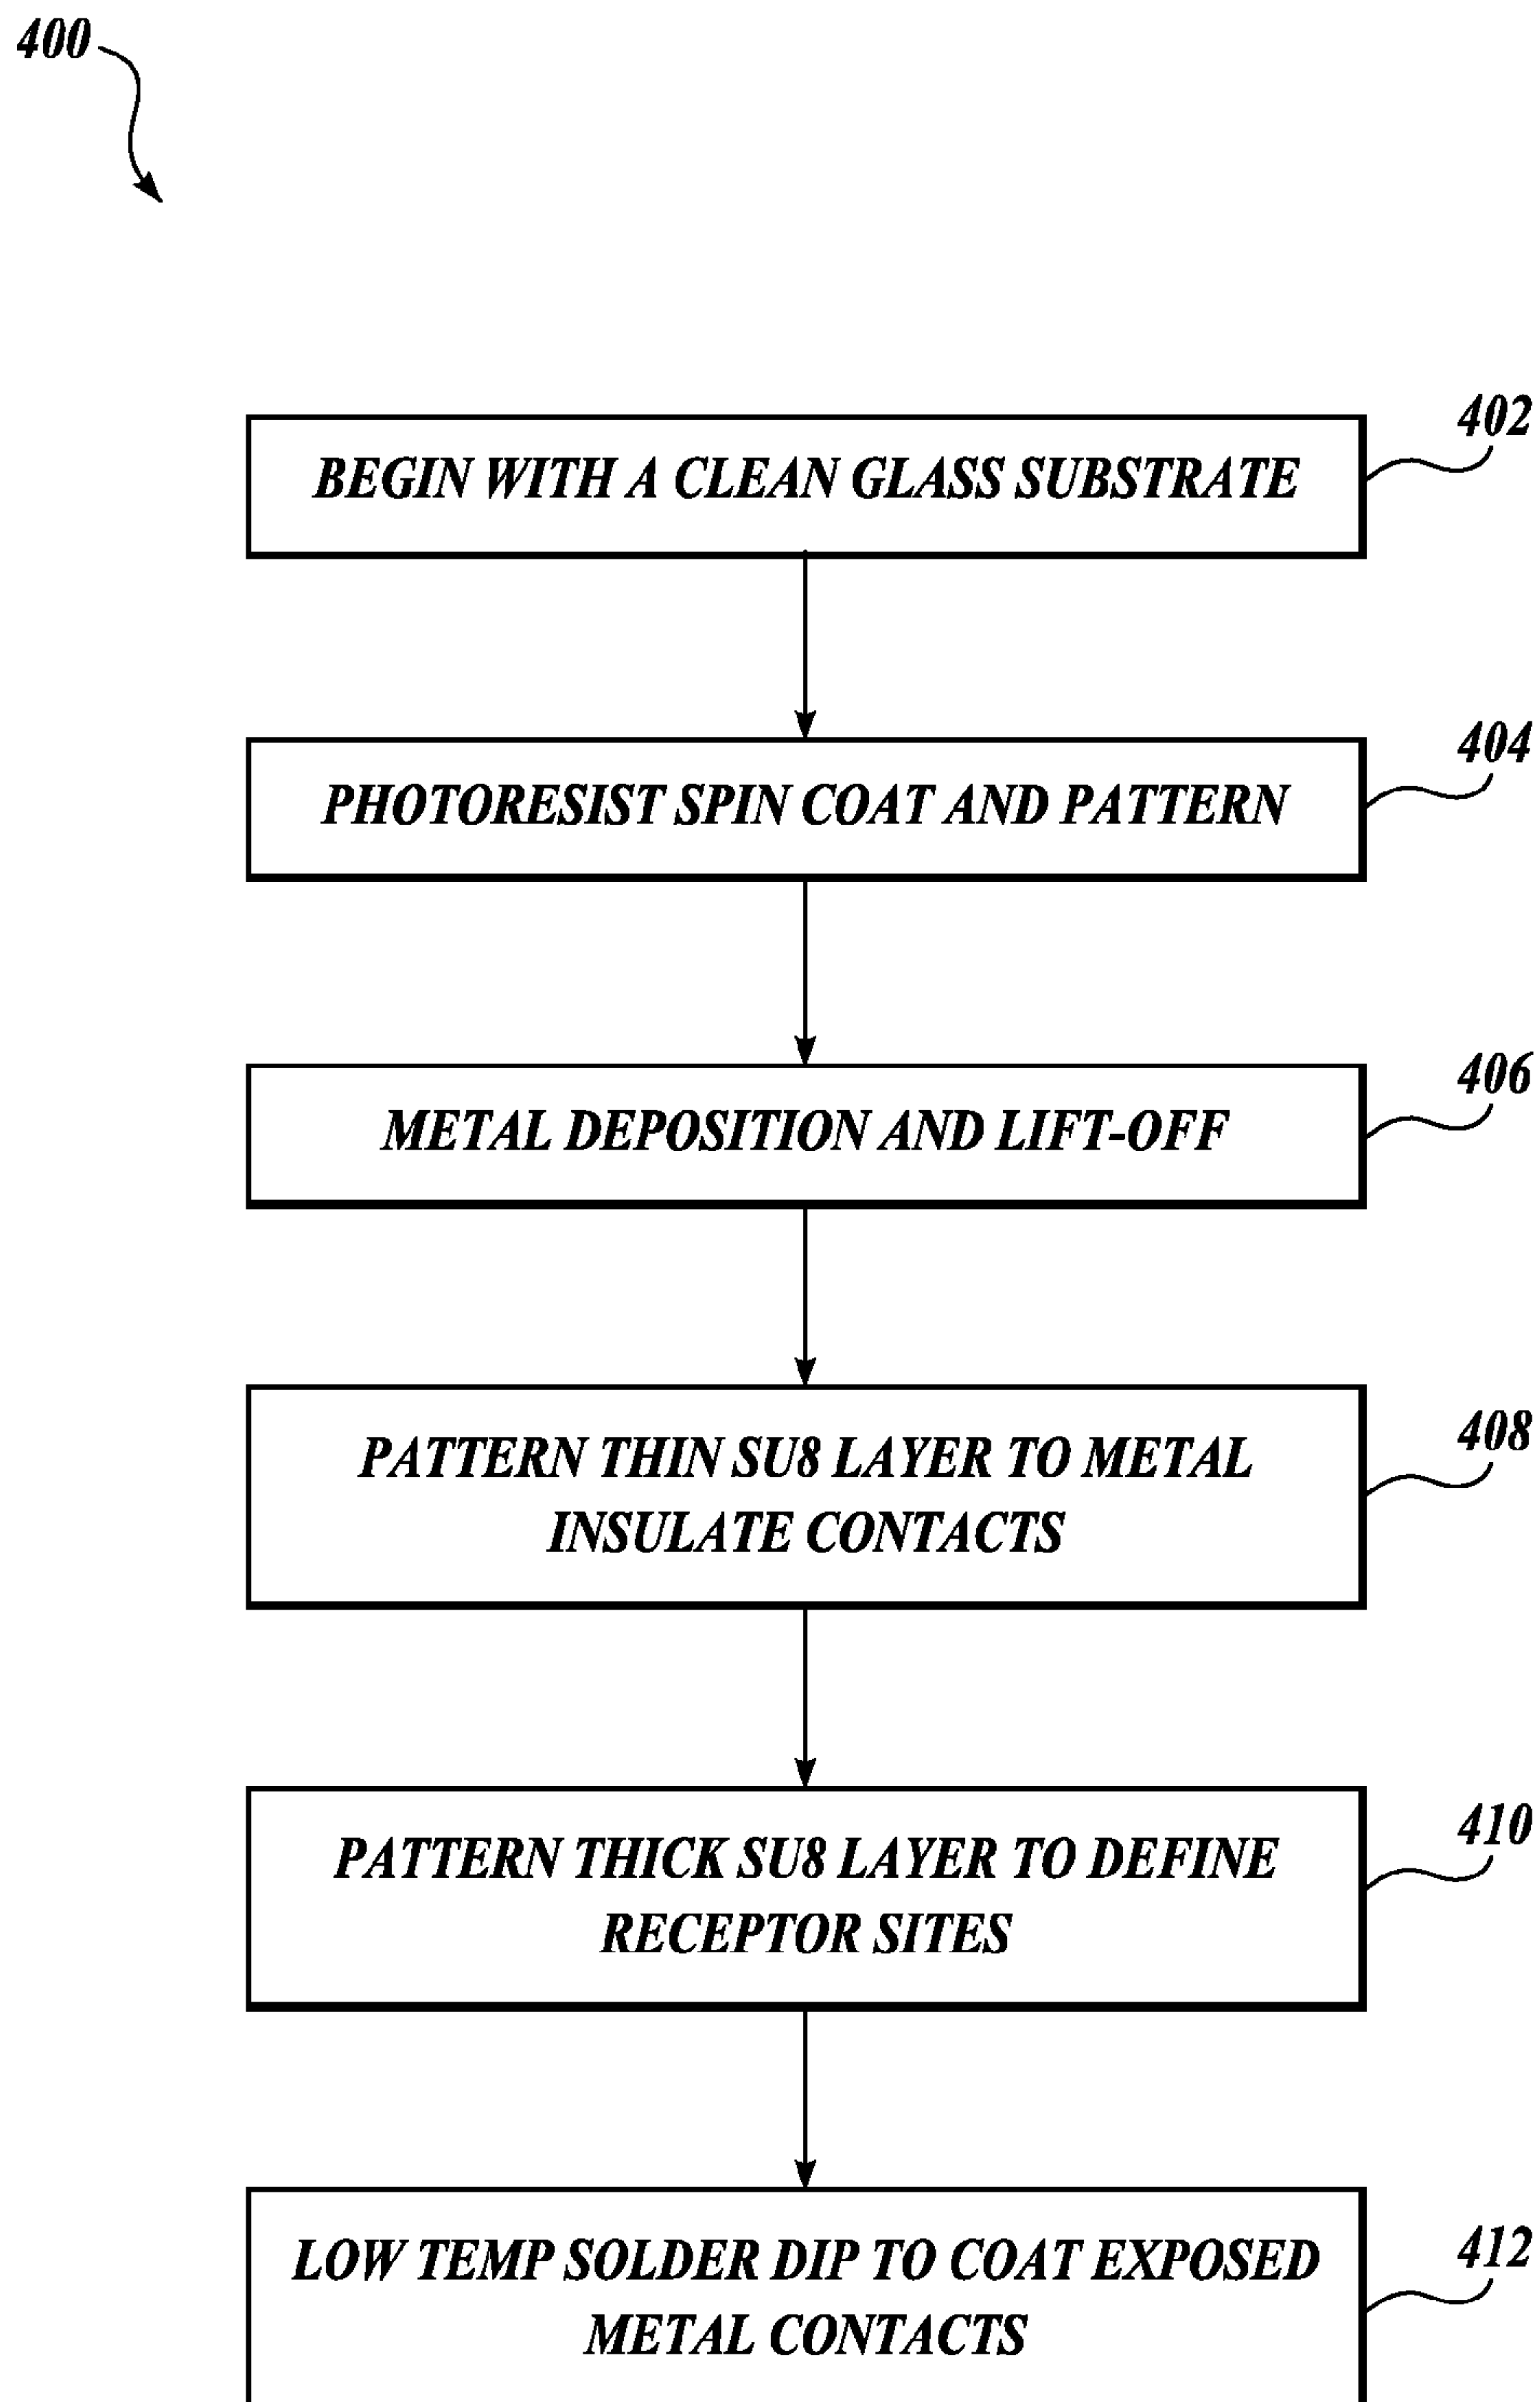 400
BEGIN WITH A CLEAN GLASS SUBSTRATE
402
PHOTORESIST SPIN COAT AND PATTERN
404
METAL DEPOSITION AND LIFT-OFF
406
PATTERN THIN SU8 LAYER TO METAL
INSULATE CONTACTS
408
PATTERN THICK SU8 LAYER TO DEFINE
RECEPTOR SITES
410
LOW TEMP SOLDER DIP TO COAT EXPOSED
METAL CONTACTS
412